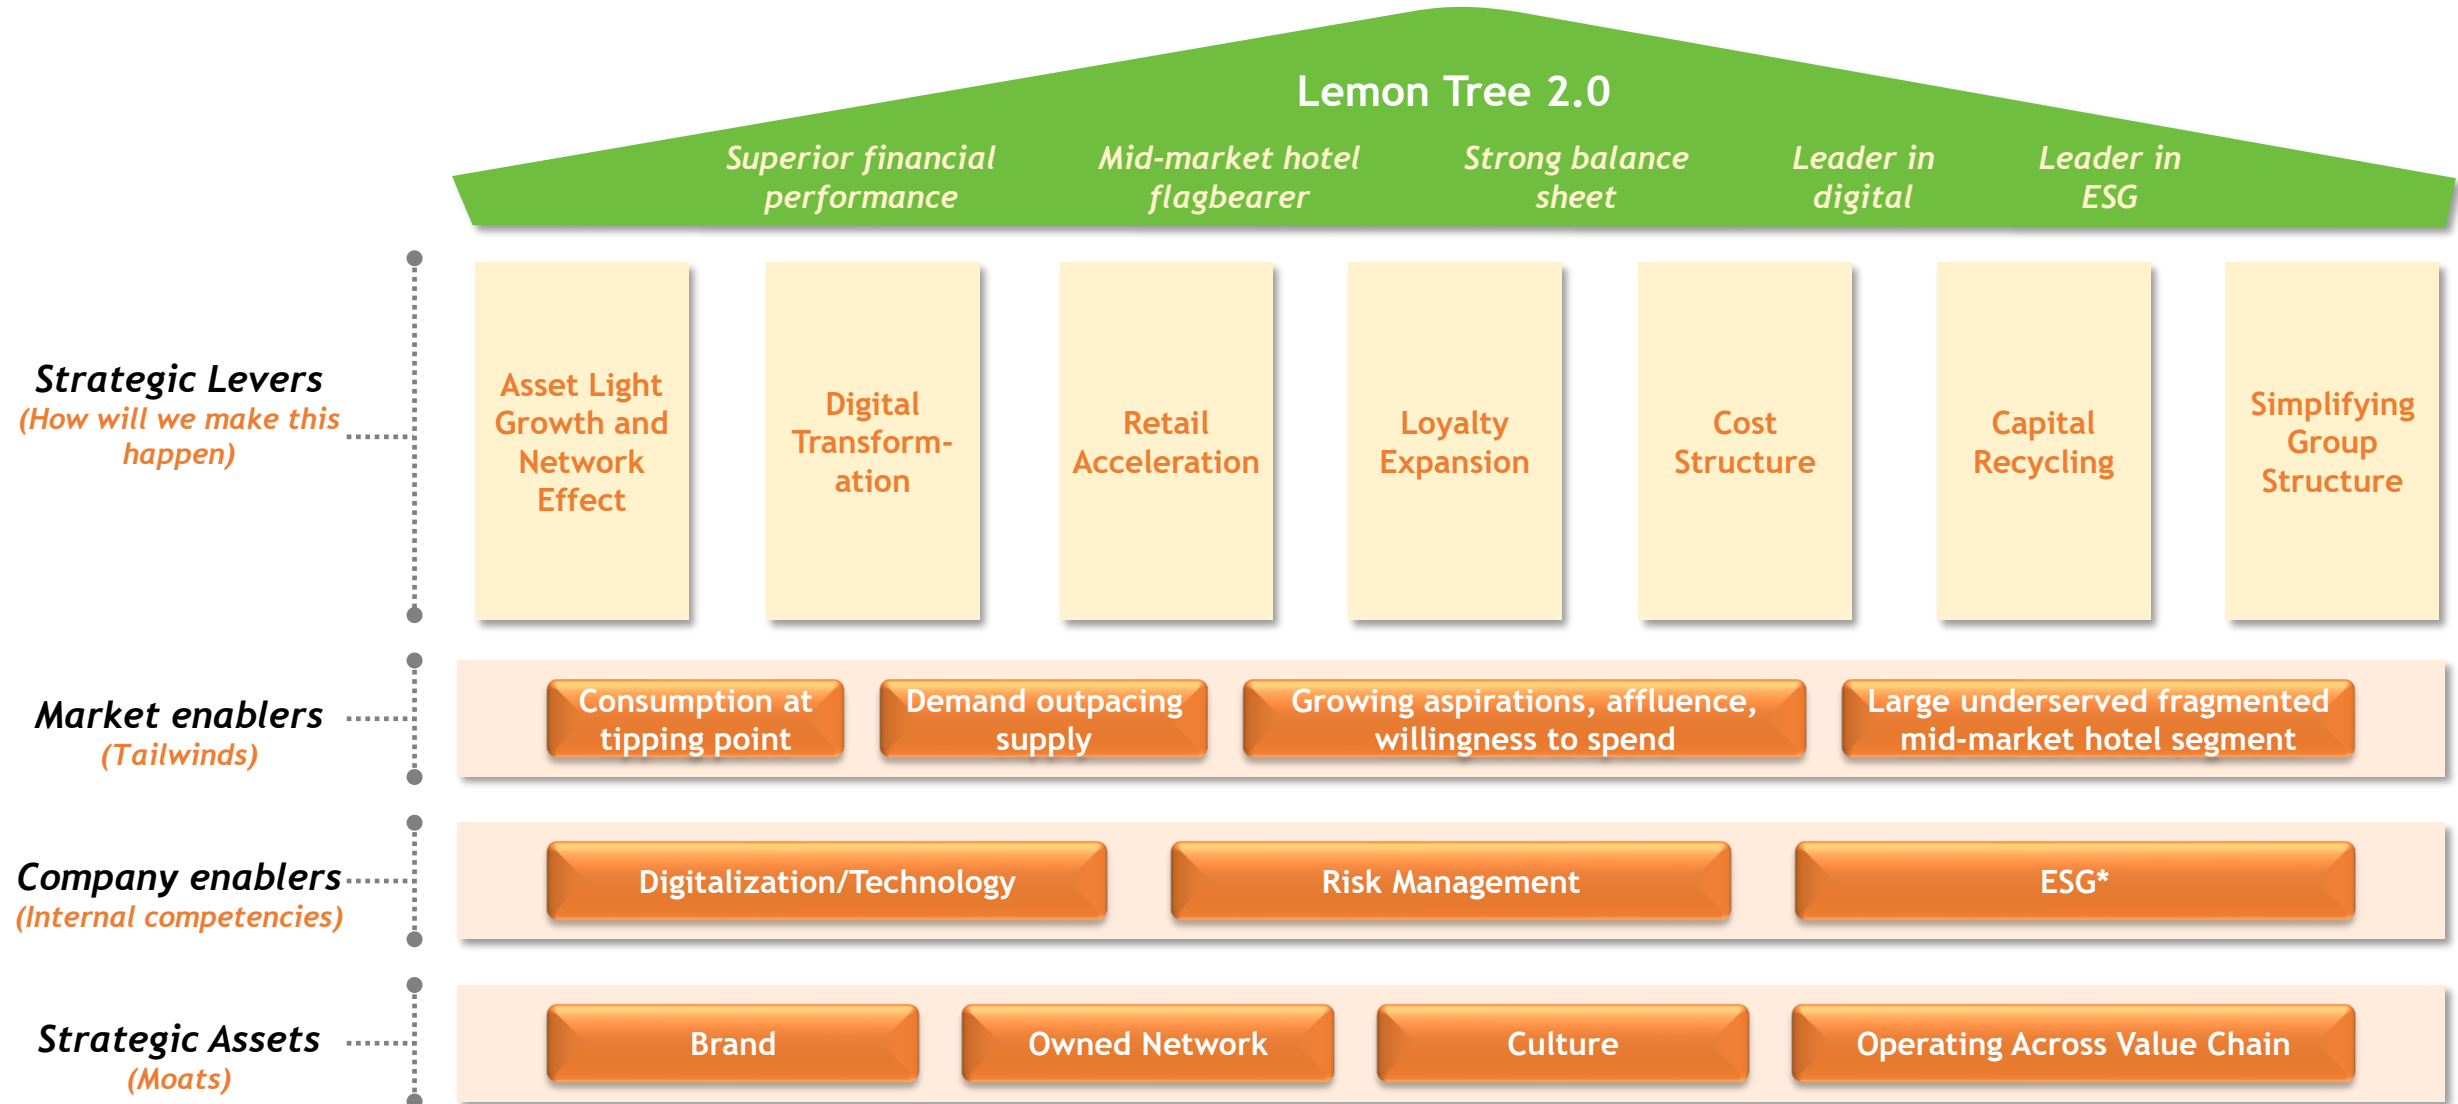 Lemon Tree 2.0
Superior financial
performance
Mid-market hotel
flagbearer
Strong balance
sheet
Leader in
digital
Leader in
ESG
Strategic Levers
(How will we make this
happen)
Asset Light
Growth and
Network
Effect
Digital
Transform-
ation
Retail
Acceleration
Loyalty
Expansion
Cost
Structure
Capital
Recycling
Simplifying
Group
Structure
Market enablers
(Tailwinds)
Consumption at
tipping point
Demand outpacing
supply
Growing aspirations, affluence,
willingness to spend
Large underserved fragmented
mid-market hotel segment
Company enablers
(Internal competencies)
Digitalization/Technology
Risk Management
ESG*
Strategic Assets
(Moats)
Brand
Owned Network
Culture
Operating Across Value Chain